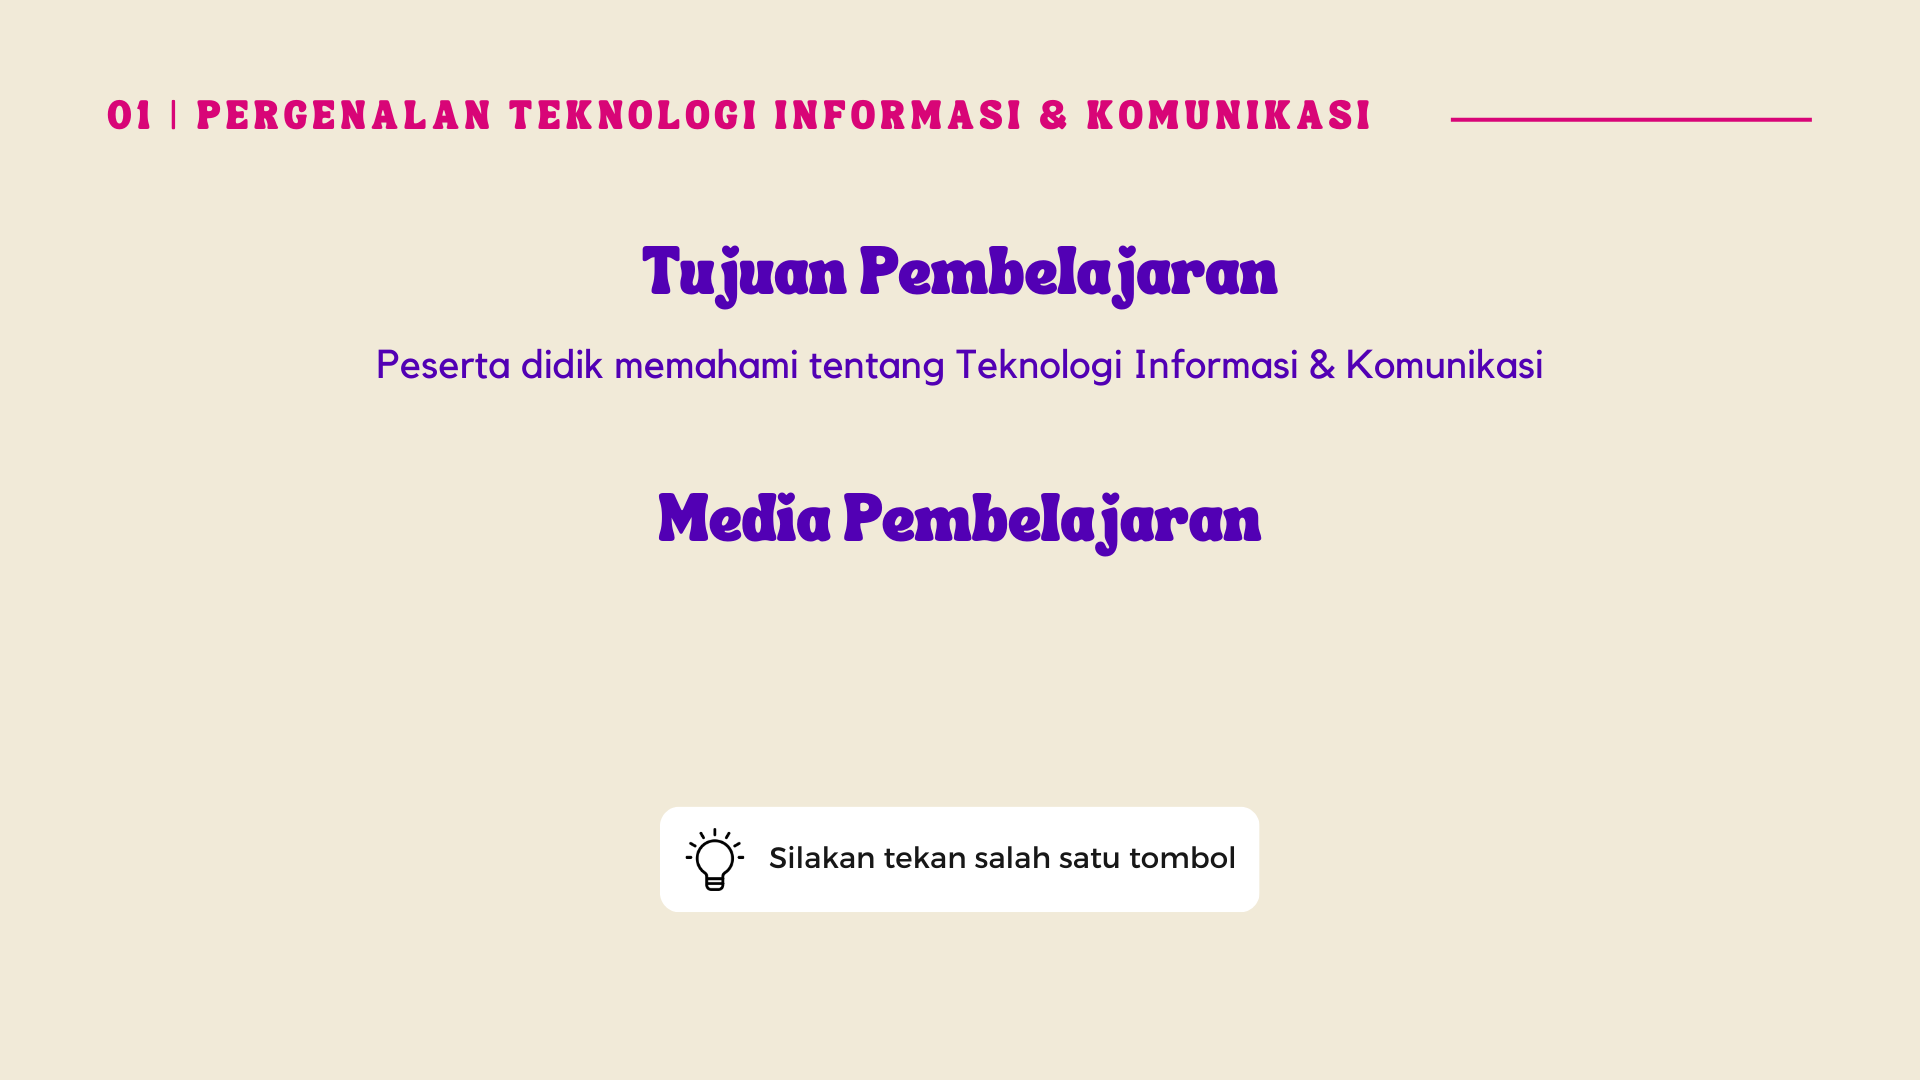 01 | PERGENALAN TEKNOLOGI INFORMASI & KOMUNIKASI
Tujuan Pembelajaran
Peserta didik memahami tentang Teknologi Informasi & Komunikasi
Media Pembelajaran
Silakan tekan salah satu tombol